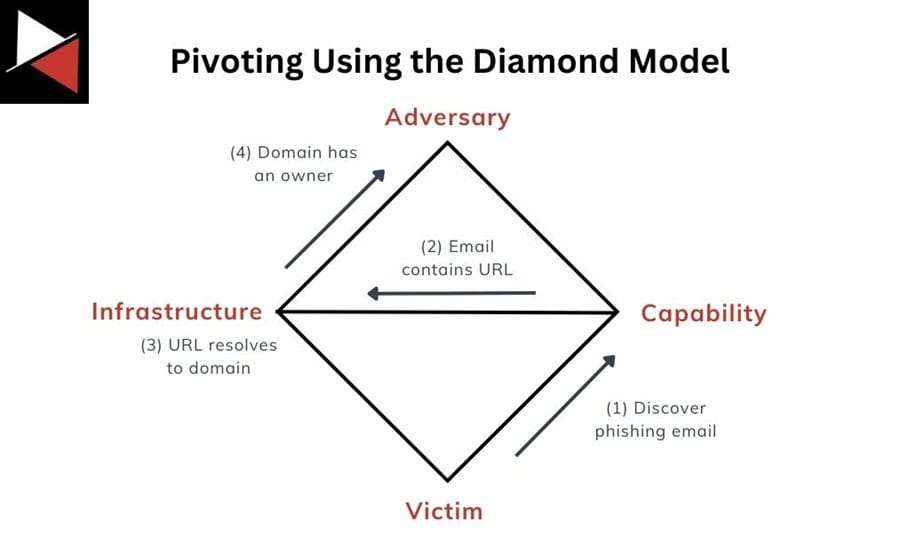 Pivoting Using the Diamond Model
Adversary
(4) Domain has
an owner
(2) Email
contains URL
Infrastructure
Capability
(3) URL resolves
to domain
(1) Discover
phishing email
Victim